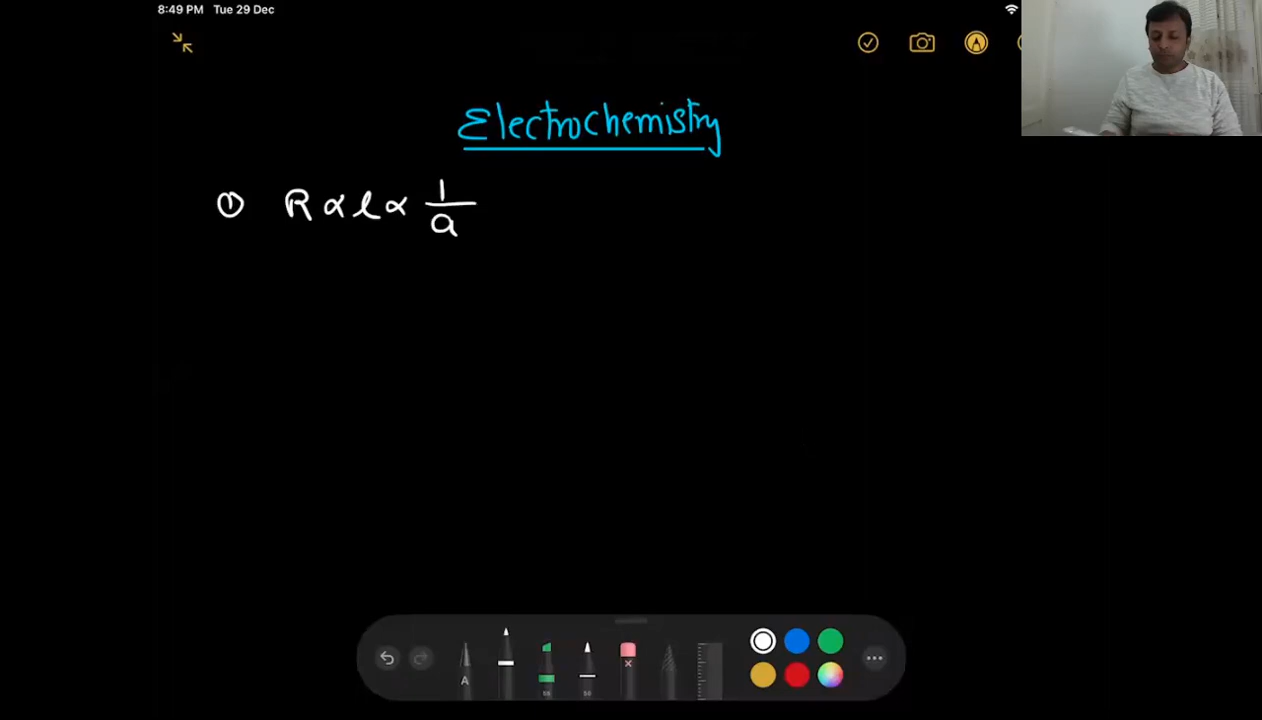 8:49 PM Tue 29 Dec
Electrochemistry
① R ∝ l ∝ 1/a
A